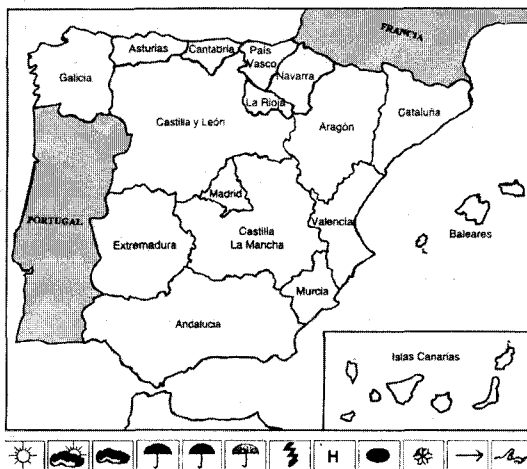 FRANCIA
Asturias
Cantabria
País
Vasco
Galicia
Navarra
La Rioja
Castilla y León
Aragón
Cataluña
Madrid
PORTUGAL
Extremadura
Castilla
La Mancha
Valencia
Baleares
Murcia
Andalucia
Islas Canarias
H